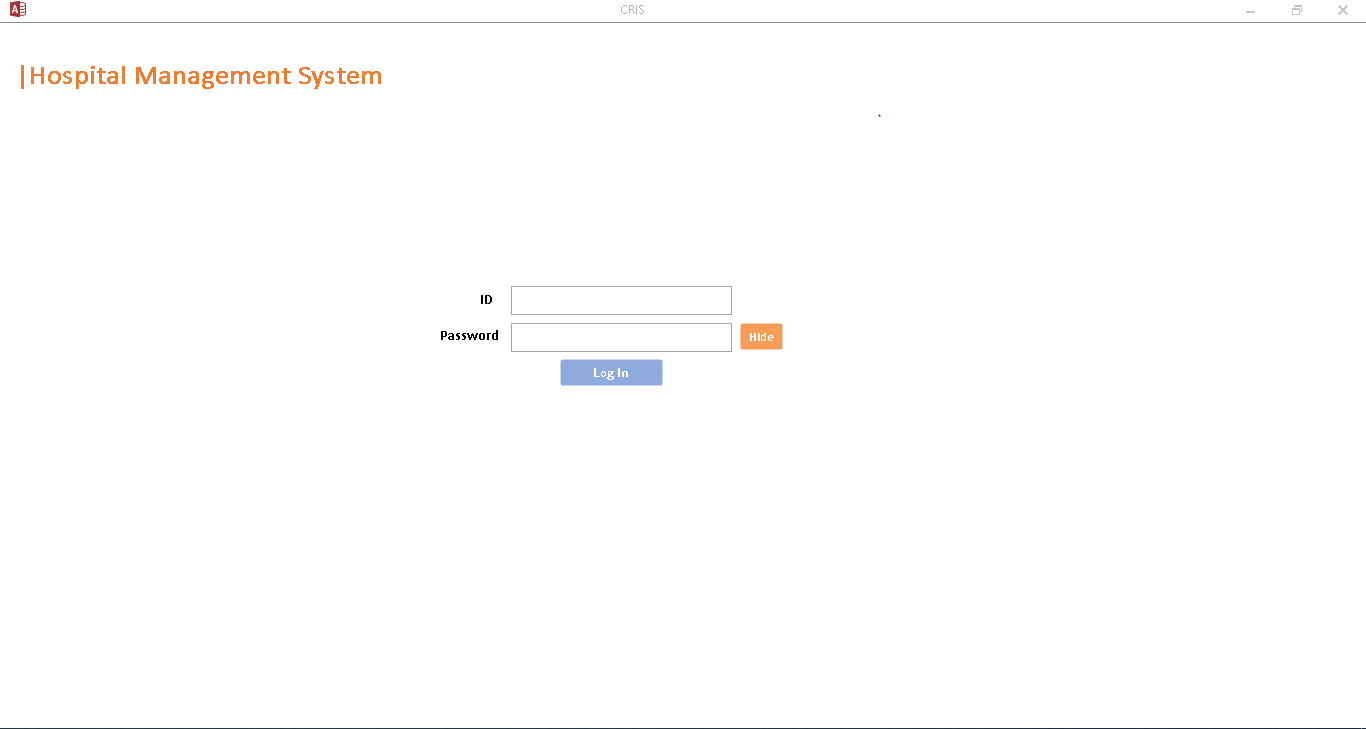 CRIS
|Hospital Management System
ID
Password
Hide
Log In